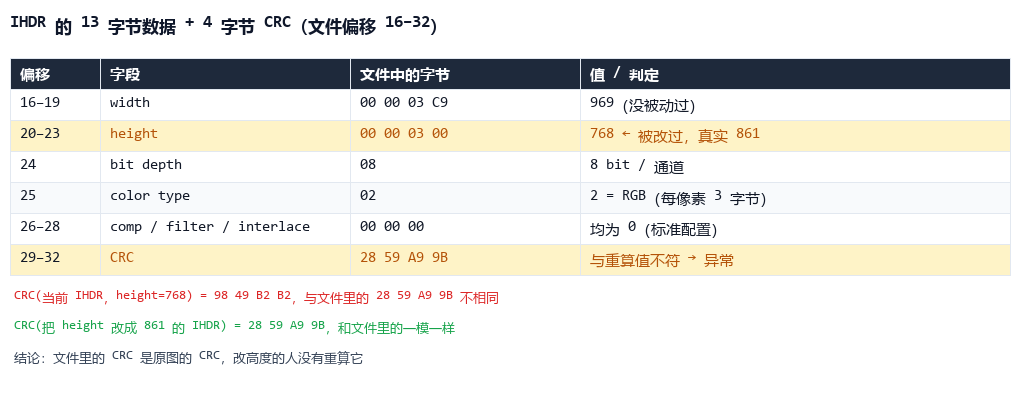 IHDR 的 13 字节数据 + 4 字节 CRC（文件偏移 16–32）
偏移 字段 文件中的字节 值 / 判定
16–19 width 00 00 03 C9 969（没被动过）
20–23 height 00 00 03 00 768 ← 被改过，真实 861
24 bit depth 08 8 bit / 通道
25 color type 02 2 = RGB（每像素 3 字节）
26–28 comp / filter / interlace 00 00 00 均为 0（标准配置）
29–32 CRC 28 59 A9 9B 与重算值不符 → 异常
CRC(当前 IHDR，height=768) = 98 49 B2 B2，与文件里的 28 59 A9 9B 不相同
CRC(把 height 改成 861 的 IHDR) = 28 59 A9 9B，和文件里的一模一样
结论：文件里的 CRC 是原图的 CRC，改高度的人没有重算它